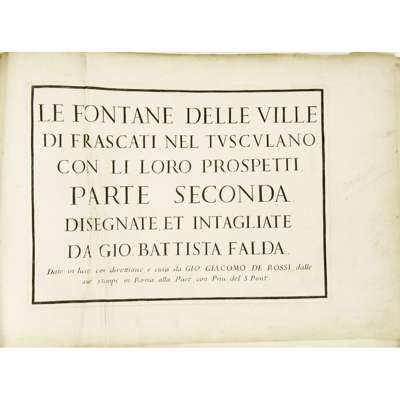 LE FONTANE DELLE VILLE
DI FRASCATI NEL TVSCVLANO
CON LI LORO PROSPETTI.
PARTE SECONDA.
DISEGNATE ET INTAGLIATE
DA GIO. BATTISTA FALDA.
Date in luce con direttione e cura da GIO. GIACOMO DE ROSSI, dalle
sue stampe in Roma alla Pace, con Priu. del S. Pont.